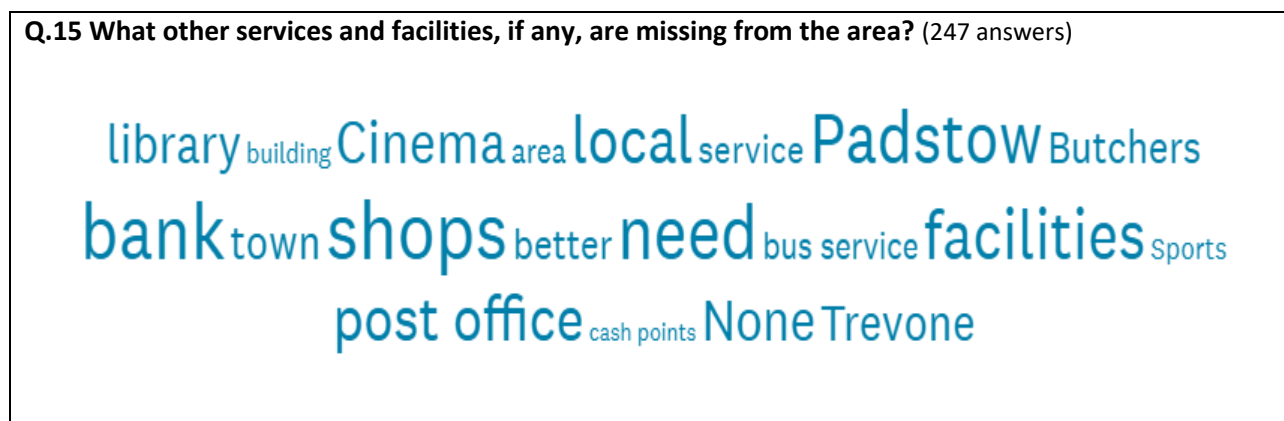 Q.15 What other services and facilities, if any, are missing from the area? (247 answers)
library building Cinema area local service Padstow Butchers
bank town shops better need bus service facilities Sports
post office cash points None Trevone